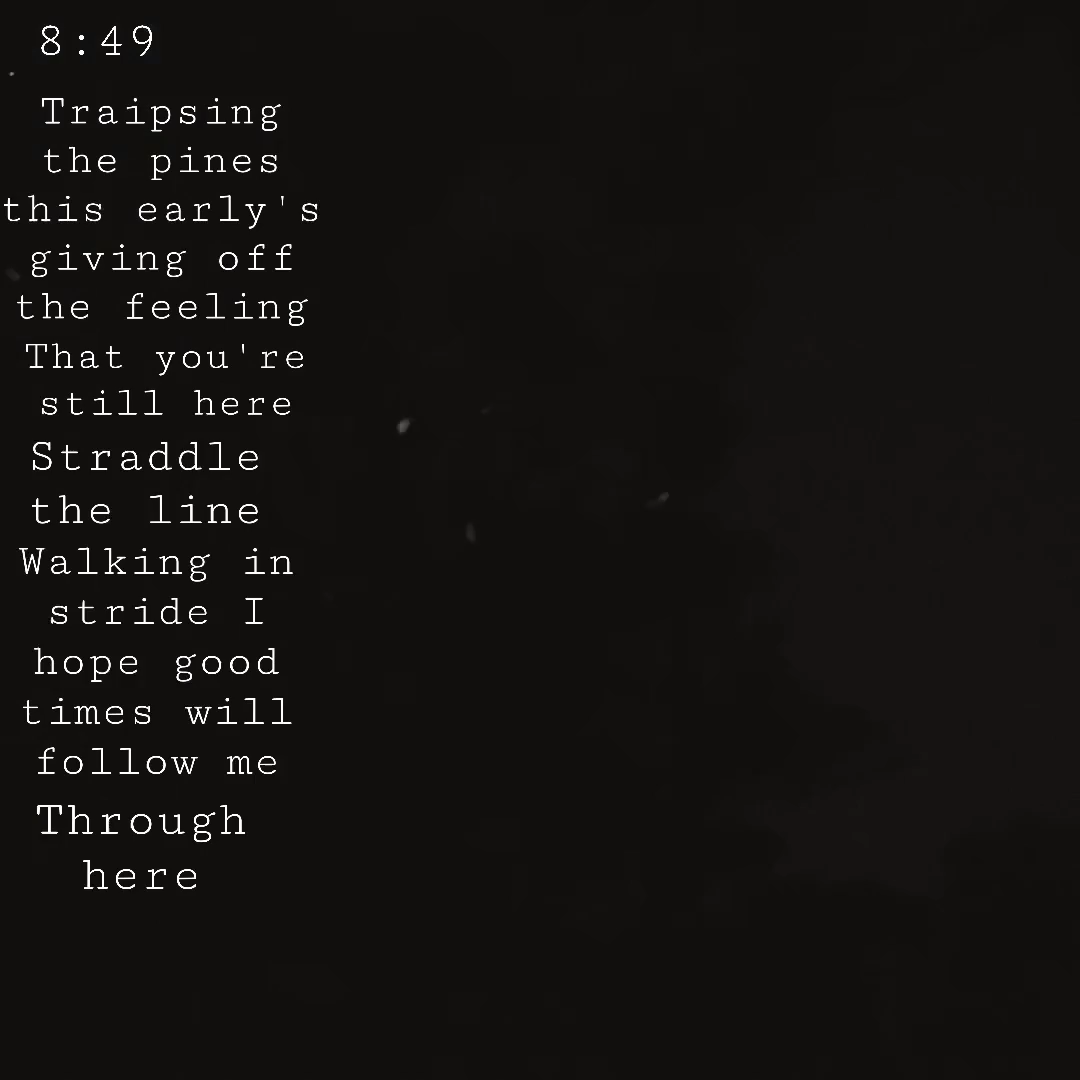 8:49
Traipsing
the pines
this early's
giving off
the feeling
That you're
still here
Straddle
the line
Walking in
stride I
hope good
times will
follow me
Through
here